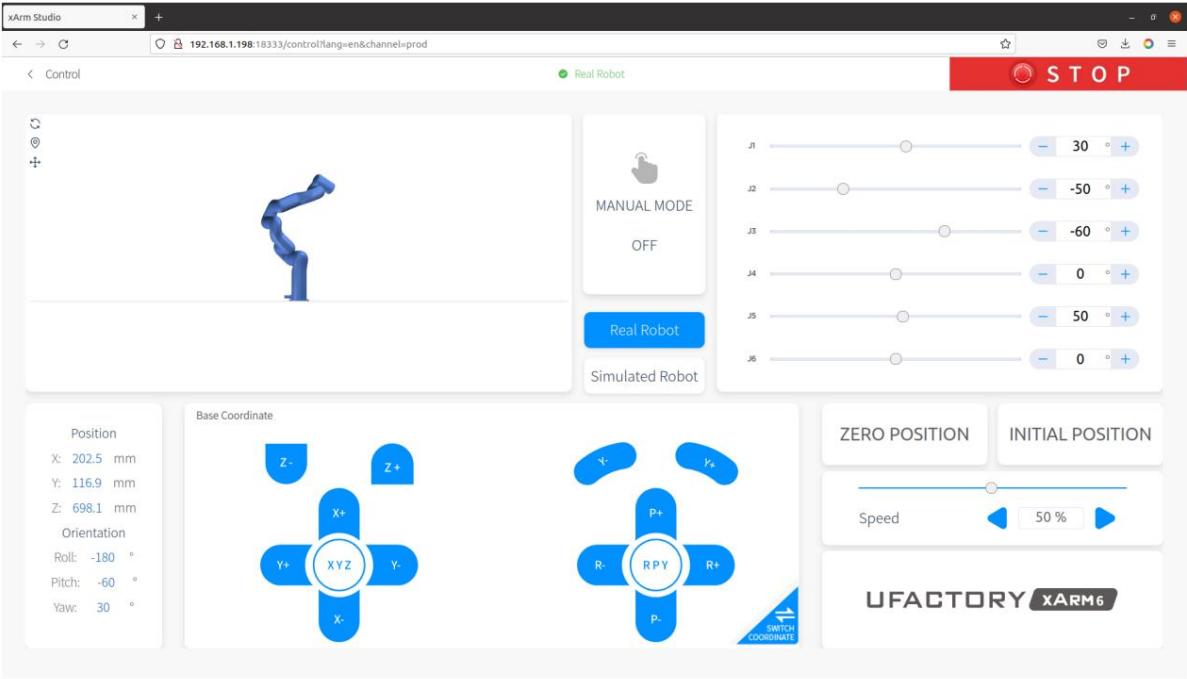 xArm Studio
192.168.1.198:18333/control?lang=en&channel=prod
Control
Real Robot
STOP
MANUAL MODE
OFF
Real Robot
Simulated Robot
J1 − 30 ° +
J2 − -50 ° +
J3 − -60 ° +
J4 − 0 ° +
J5 − 50 ° +
J6 − 0 ° +
Position
X: 202.5 mm
Y: 116.9 mm
Z: 698.1 mm
Orientation
Roll: -180 °
Pitch: -60 °
Yaw: 30 °
Base Coordinate
Z-
Z+
X+
Y+
XYZ
Y-
X-
Y-
Y+
P+
R-
RPY
R+
P-
SWITCH
COORDINATE
ZERO POSITION
INITIAL POSITION
Speed
50 %
UFACTORY XARM6